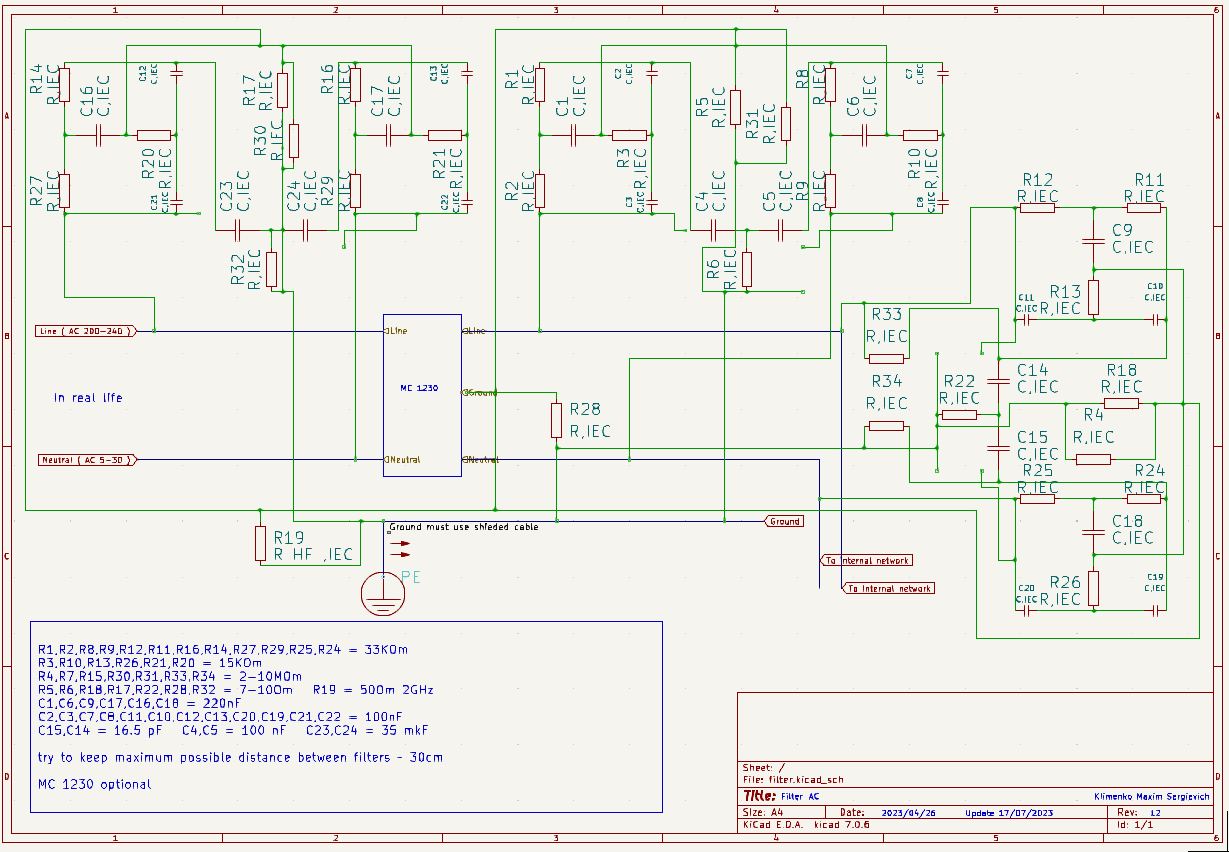 1 2 3 4 5 6
A
B
C
D
R14
R,IEC
C16
C,IEC
C12
C,IEC
R20
R,IEC
R27
R,IEC
C21
C,IEC
C23
C,IEC
R17
R,IEC
R30
R,IEC
C24
C,IEC
R32
R,IEC
R16
R,IEC
C17
C,IEC
C13
C,IEC
R21
R,IEC
R29
R,IEC
C22
C,IEC
R1
R,IEC
C1
C,IEC
C2
C,IEC
R3
R,IEC
R2
R,IEC
C3
C,IEC
R5
R,IEC
R31
R,IEC
C4
C,IEC
C5
C,IEC
R6
R,IEC
R8
R,IEC
C6
C,IEC
C7
C,IEC
R10
R,IEC
R9
R,IEC
C8
C,IEC
R12
R,IEC
R11
R,IEC
C9
C,IEC
R13
R,IEC
C11
C,IEC
C10
C,IEC
R33
R,IEC
R34
R,IEC
R22
R,IEC
C14
C,IEC
R18
R,IEC
R4
R,IEC
C15
C,IEC
R25
R,IEC
R24
R,IEC
C18
C,IEC
R26
R,IEC
C20
C,IEC
C19
C,IEC
Line ( AC 200-240 )
Line
Line
MC 1230
Ground
In real life
R28
R,IEC
Neutral ( AC 5-30 )
Neutral
Neutral
Ground must use shileded cable
Ground
R19
R HF ,IEC
PE
To Internal network
To Internal network
R1,R2,R8,R9,R12,R11,R16,R14,R27,R29,R25,R24 = 33KOm
R3,R10,R13,R26,R21,R20 = 15KOm
R4,R7,R15,R30,R31,R33,R34 = 2-10MOm
R5,R6,R18,R17,R22,R28,R32 = 7-10Om R19 = 50Om 2GHz
C1,C6,C9,C17,C16,C18 = 220nF
C2,C3,C7,C8,C11,C10,C12,C13,C20,C19,C21,C22 = 100nF
C15,C14 = 16.5 pF C4,C5 = 100 nF C23,C24 = 35 mkF
try to keep maximum possible distance between filters - 30cm
MC 1230 optional
Sheet: /
File: filter.kicad_sch
Title: Filter AC Klimenko Maxim Sergievich
Size: A4 Date: 2023/04/26 Update 17/07/2023 Rev: L2
KiCad E.D.A. kicad 7.0.6 Id: 1/1
1 2 3 4 5 6